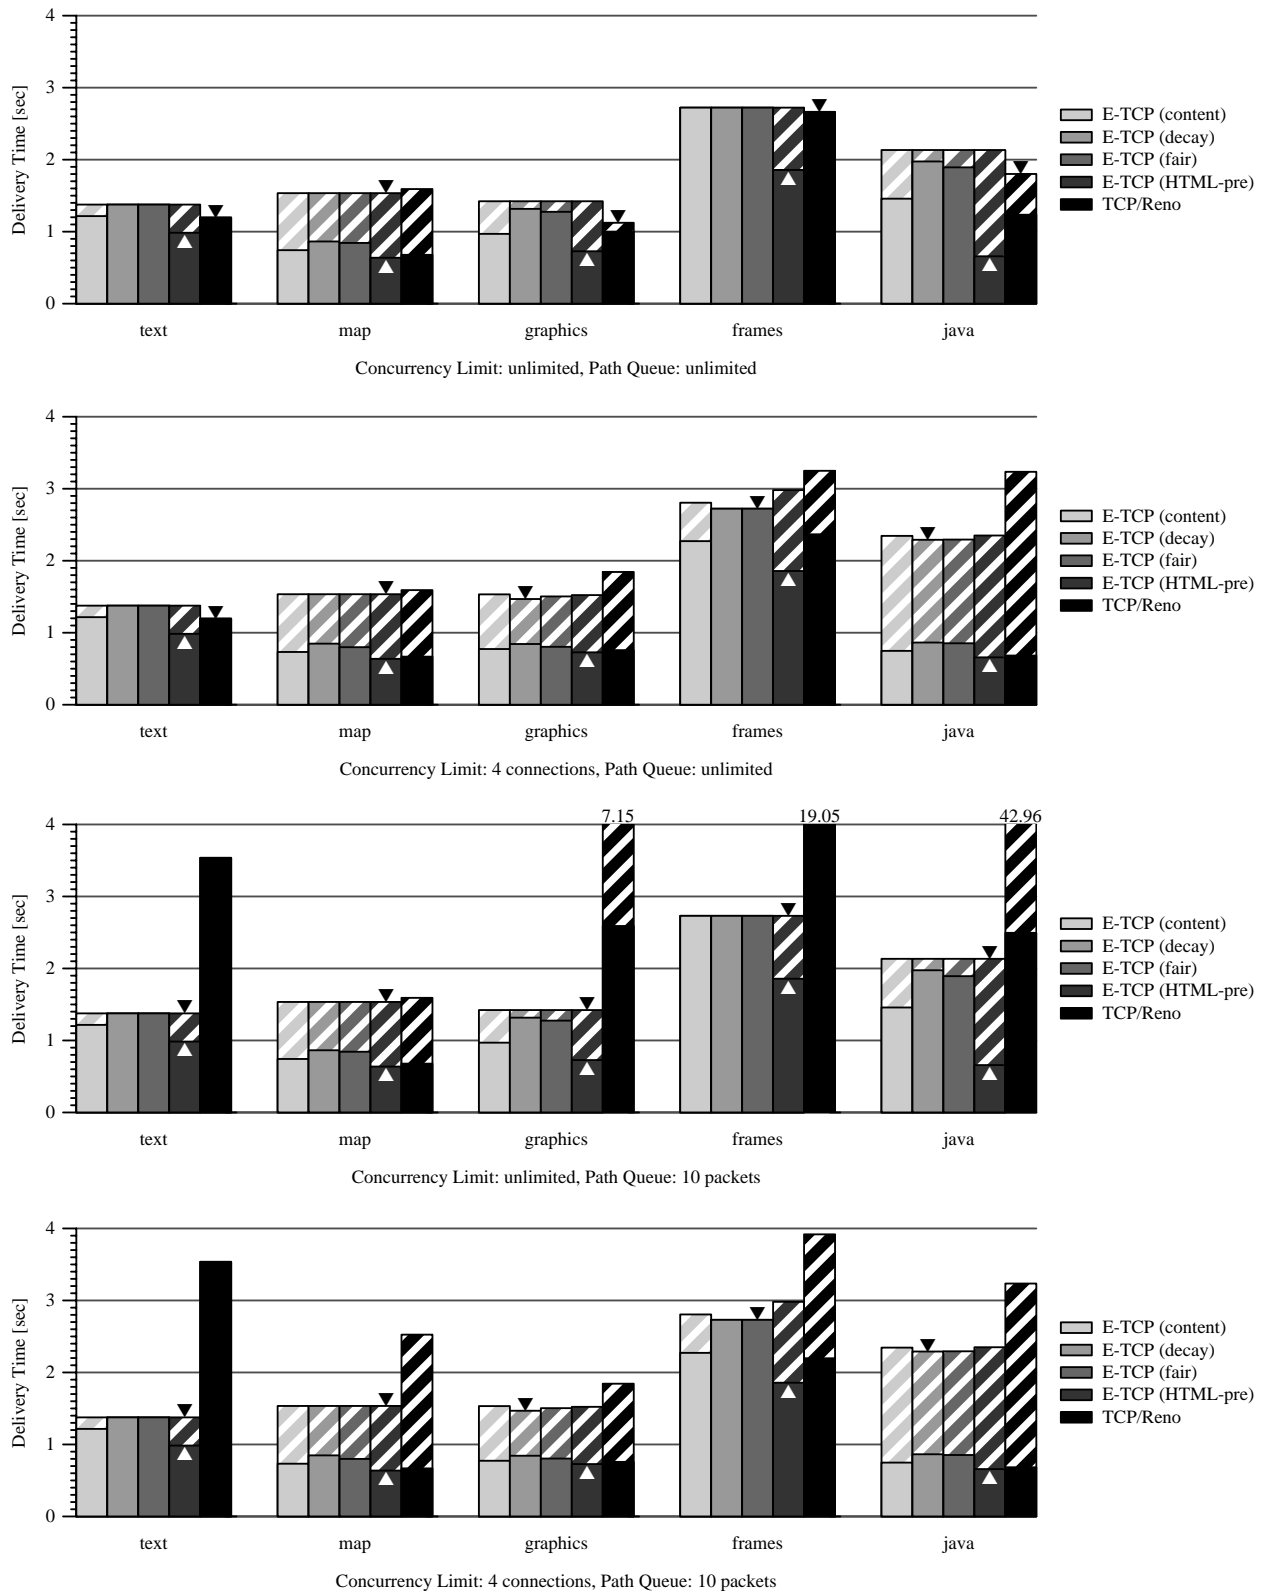 4
3
2
1
0
Delivery Time [sec]
text
map
graphics
frames
java
E-TCP (content)
E-TCP (decay)
E-TCP (fair)
E-TCP (HTML-pre)
TCP/Reno
Concurrency Limit: unlimited, Path Queue: unlimited
4
3
2
1
0
Delivery Time [sec]
text
map
graphics
frames
java
E-TCP (content)
E-TCP (decay)
E-TCP (fair)
E-TCP (HTML-pre)
TCP/Reno
Concurrency Limit: 4 connections, Path Queue: unlimited
7.15
19.05
42.96
4
3
2
1
0
Delivery Time [sec]
text
map
graphics
frames
java
E-TCP (content)
E-TCP (decay)
E-TCP (fair)
E-TCP (HTML-pre)
TCP/Reno
Concurrency Limit: unlimited, Path Queue: 10 packets
4
3
2
1
0
Delivery Time [sec]
text
map
graphics
frames
java
E-TCP (content)
E-TCP (decay)
E-TCP (fair)
E-TCP (HTML-pre)
TCP/Reno
Concurrency Limit: 4 connections, Path Queue: 10 packets